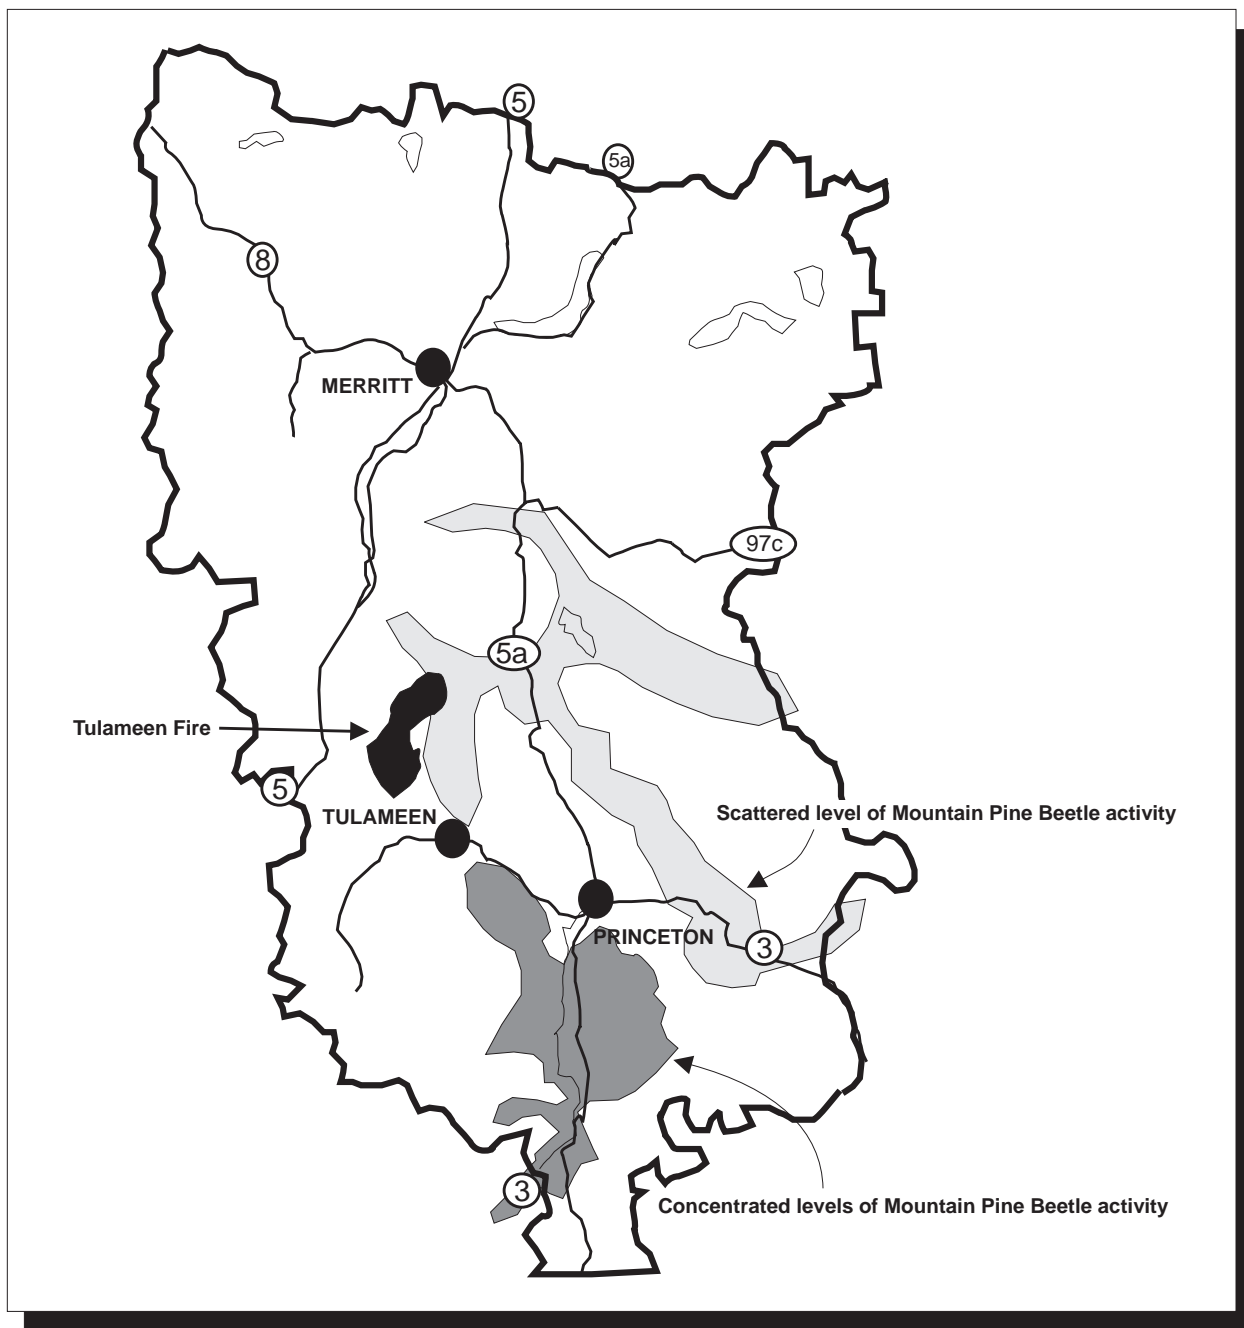 5
5a
8
MERRITT
97c
5a
Tulameen Fire
5
TULAMEEN
Scattered level of Mountain Pine Beetle activity
PRINCETON
3
3
Concentrated levels of Mountain Pine Beetle activity